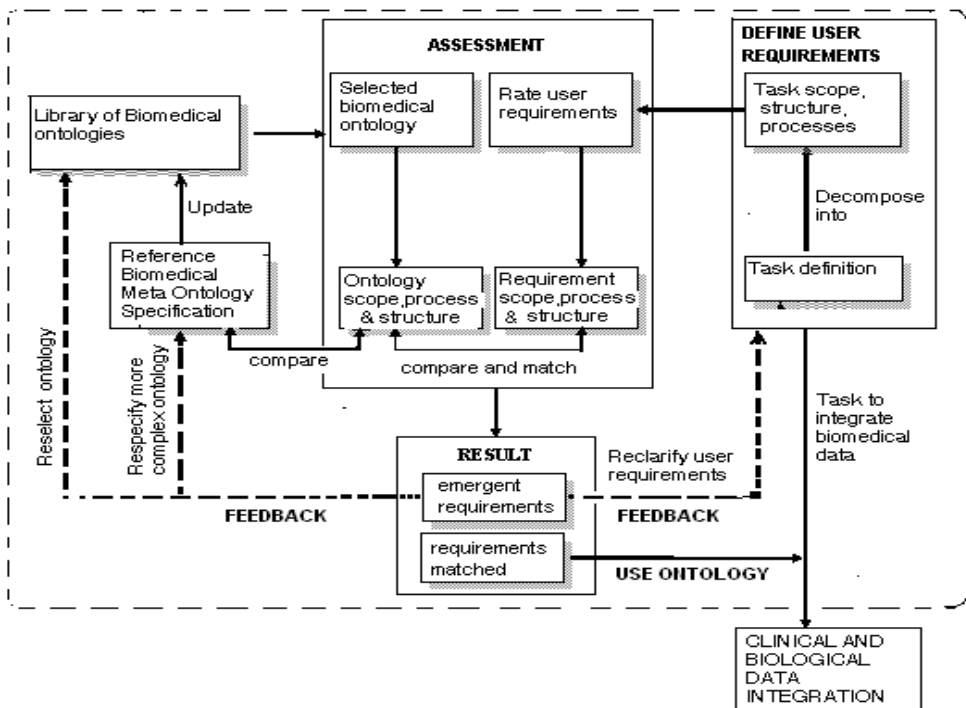 ASSESSMENT
DEFINE USER
REQUIREMENTS
Library of Biomedical
ontologies
Selected
biomedical
ontology
Rate user
requirements
Task scope,
structure,
processes
Update
Decompose
into
Reference
Biomedical
Meta Ontology
Specification
Ontology
scope,process
& structure
Requirement
scope,process
& structure
Task definition
compare
compare and match
Reselect ontology
Respecify more
complex ontology
Task to
integrate
biomedical
data
RESULT
emergent
requirements
Reclarify user
requirements
FEEDBACK
FEEDBACK
requirements
matched
USE ONTOLOGY
CLINICAL AND
BIOLOGICAL
DATA
INTEGRATION